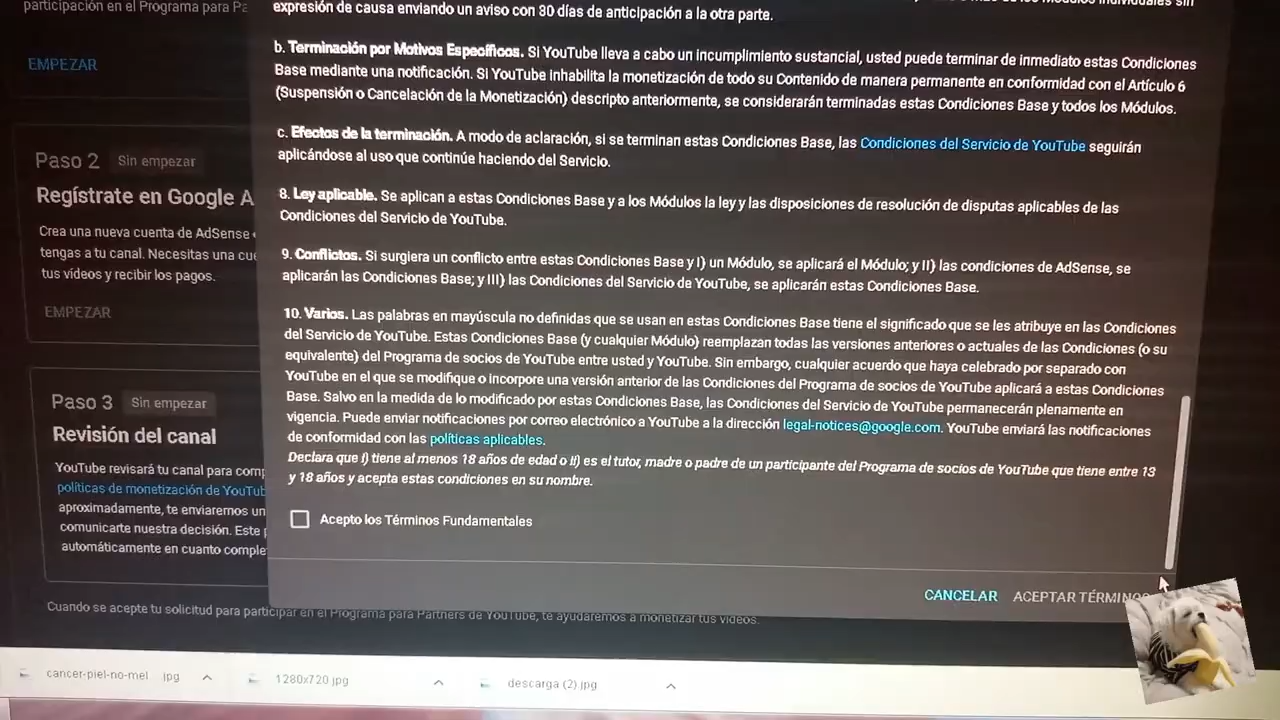 participación en el Programa para Pa
EMPEZAR
Paso 2 Sin empezar
Regístrate en Google A
Crea una nueva cuenta de AdSense
tengas a tu canal. Necesitas una cue
tus vídeos y recibir los pagos.
EMPEZAR
Paso 3 Sin empezar
Revisión del canal
YouTube revisará tu canal para comp
políticas de monetización de YouTub
aproximadamente, te enviaremos un
comunicarte nuestra decisión. Este p
automáticamente en cuanto comple
expresión de causa enviando un aviso con 30 días de anticipación a la otra parte.
b. Terminación por Motivos Específicos. Si YouTube lleva a cabo un incumplimiento sustancial, usted puede terminar de inmediato estas Condiciones
Base mediante una notificación. Si YouTube inhabilita la monetización de todo su Contenido de manera permanente en conformidad con el Artículo 6
(Suspensión o Cancelación de la Monetización) descripto anteriormente, se considerarán terminadas estas Condiciones Base y todos los Módulos.
c. Efectos de la terminación. A modo de aclaración, si se terminan estas Condiciones Base, las Condiciones del Servicio de YouTube seguirán
aplicándose al uso que continúe haciendo del Servicio.
8. Ley aplicable. Se aplican a estas Condiciones Base y a los Módulos la ley y las disposiciones de resolución de disputas aplicables de las
Condiciones del Servicio de YouTube.
9. Conflictos. Si surgiera un conflicto entre estas Condiciones Base y I) un Módulo, se aplicará el Módulo; y II) las condiciones de AdSense, se
aplicarán las Condiciones Base; y III) las Condiciones del Servicio de YouTube, se aplicarán estas Condiciones Base.
10. Varios. Las palabras en mayúscula no definidas que se usan en estas Condiciones Base tiene el significado que se les atribuye en las Condiciones
del Servicio de YouTube. Estas Condiciones Base (y cualquier Módulo) reemplazan todas las versiones anteriores o actuales de las Condiciones (o su
equivalente) del Programa de socios de YouTube entre usted y YouTube. Sin embargo, cualquier acuerdo que haya celebrado por separado con
YouTube en el que se modifique o incorpore una versión anterior de las Condiciones del Programa de socios de YouTube aplicará a estas Condiciones
Base. Salvo en la medida de lo modificado por estas Condiciones Base, las Condiciones del Servicio de YouTube permanecerán plenamente en
vigencia. Puede enviar notificaciones por correo electrónico a YouTube a la dirección legal-notices@google.com. YouTube enviará las notificaciones
de conformidad con las políticas aplicables.
Declara que i) tiene al menos 18 años de edad o ii) es el tutor, madre o padre de un participante del Programa de socios de YouTube que tiene entre 13
y 18 años y acepta estas condiciones en su nombre.
Acepto los Términos Fundamentales
CANCELAR ACEPTAR TÉRMINO
Cuando se acepte tu solicitud para participar en el Programa para Partners de YouTube, te ayudaremos a monetizar tus vídeos.
cancer-piel-no-mel jpg
1280x720.jpg
descarga (2).jpg